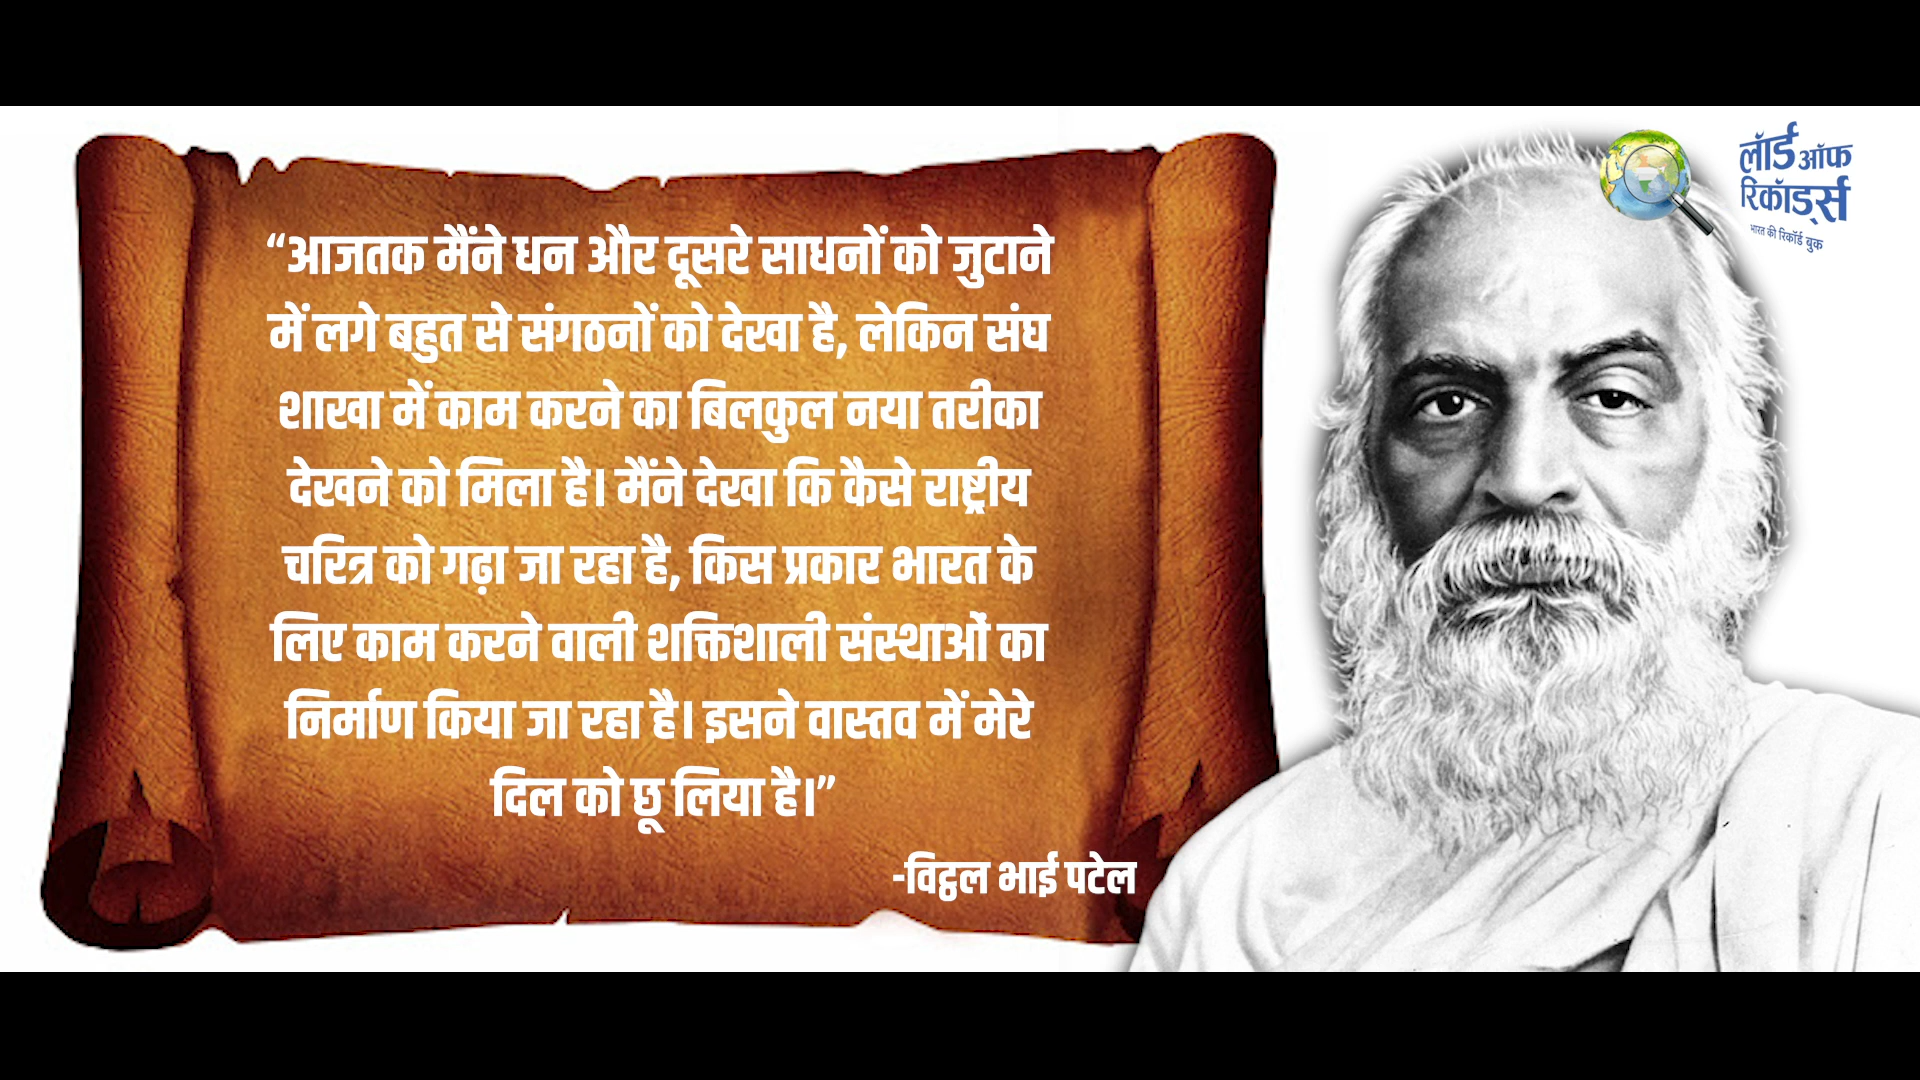 “आजतक मैंने धन और दूसरे साधनों को जुटाने
में लगे बहुत से संगठनों को देखा है, लेकिन संघ
शाखा में काम करने का बिलकुल नया तरीका
देखने को मिला है। मैंने देखा कि कैसे राष्ट्रीय
चरित्र को गढ़ा जा रहा है, किस प्रकार भारत के
लिए काम करने वाली शक्तिशाली संस्थाओं का
निर्माण किया जा रहा है। इसने वास्तव में मेरे
दिल को छू लिया है।”
-विट्ठल भाई पटेल
लॉर्ड ऑफ
रिकॉर्ड्स
भारत की रिकॉर्ड बुक